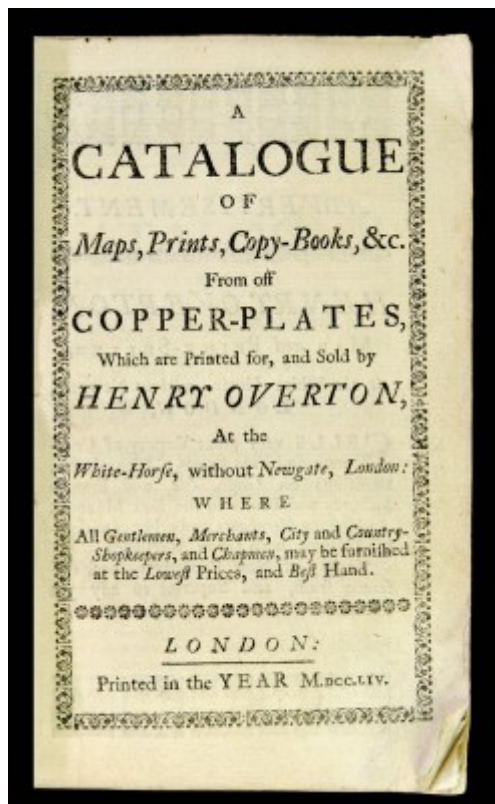 A
CATALOGUE
OF
Maps, Prints, Copy-Books, &c.
From off
COPPER-PLATES,
Which are Printed for, and Sold by
HENRY OVERTON,
At the
White-Horſe, without Newgate, London:
WHERE
All Gentlemen, Merchants, City and Country-
Shopkeepers, and Chapmen, may be furniſhed
at the Loweſt Prices, and Beſt Hand.
LONDON:
Printed in the YEAR M.DCC.LIV.